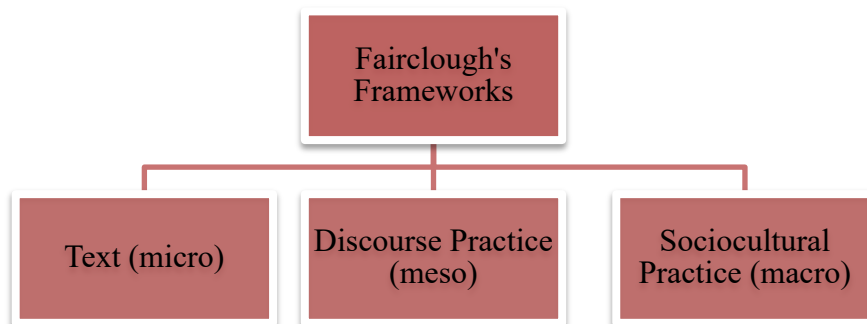 Fairclough's
Frameworks
Text (micro)
Discourse Practice
(meso)
Sociocultural
Practice (macro)